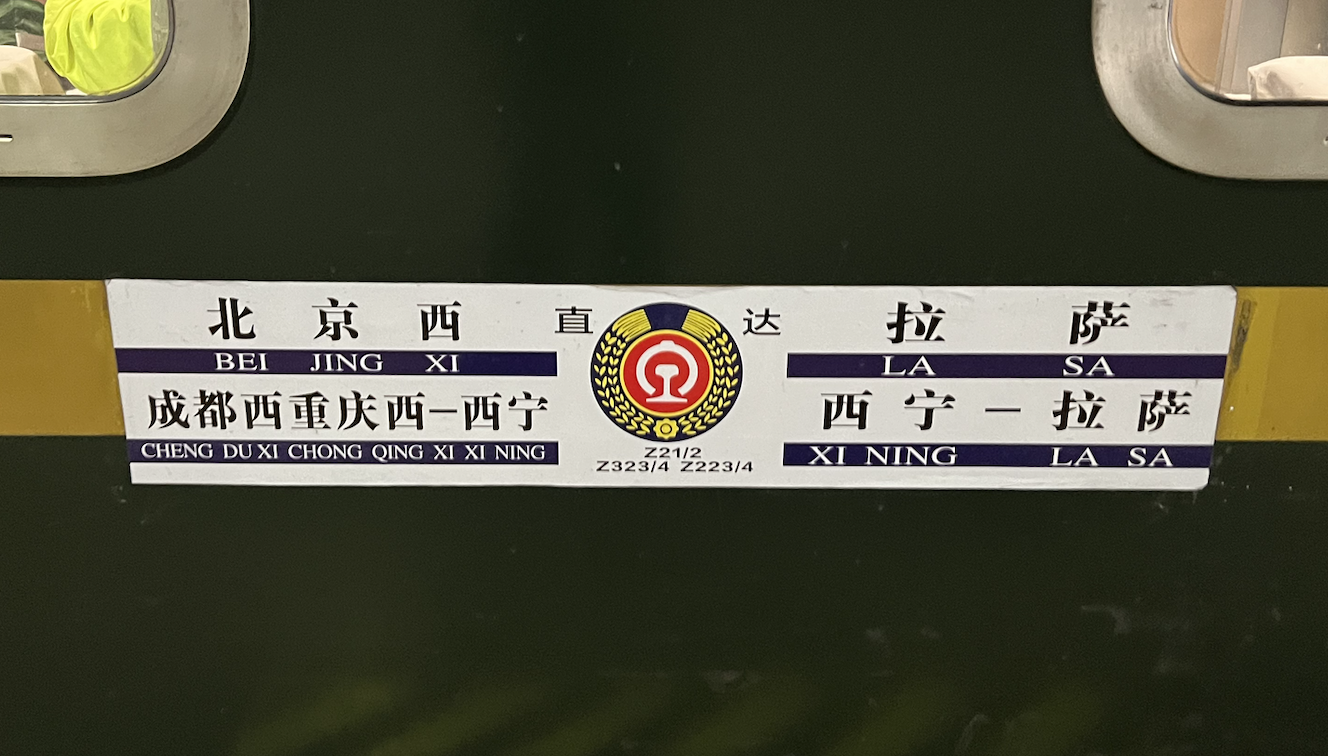 北京西 直达 拉萨
BEI JING XI LA SA
成都西重庆西—西宁 西宁—拉萨
CHENG DU XI CHONG QING XI XI NING XI NING LA SA
Z21/2
Z323/4 Z223/4